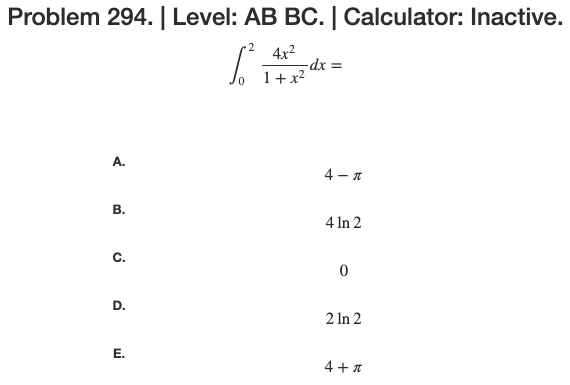 Problem 294. | Level: AB BC. | Calculator: Inactive.
∫₀² 4x²/(1 + x²) dx =
A. 4 − π
B. 4 ln 2
C. 0
D. 2 ln 2
E. 4 + π